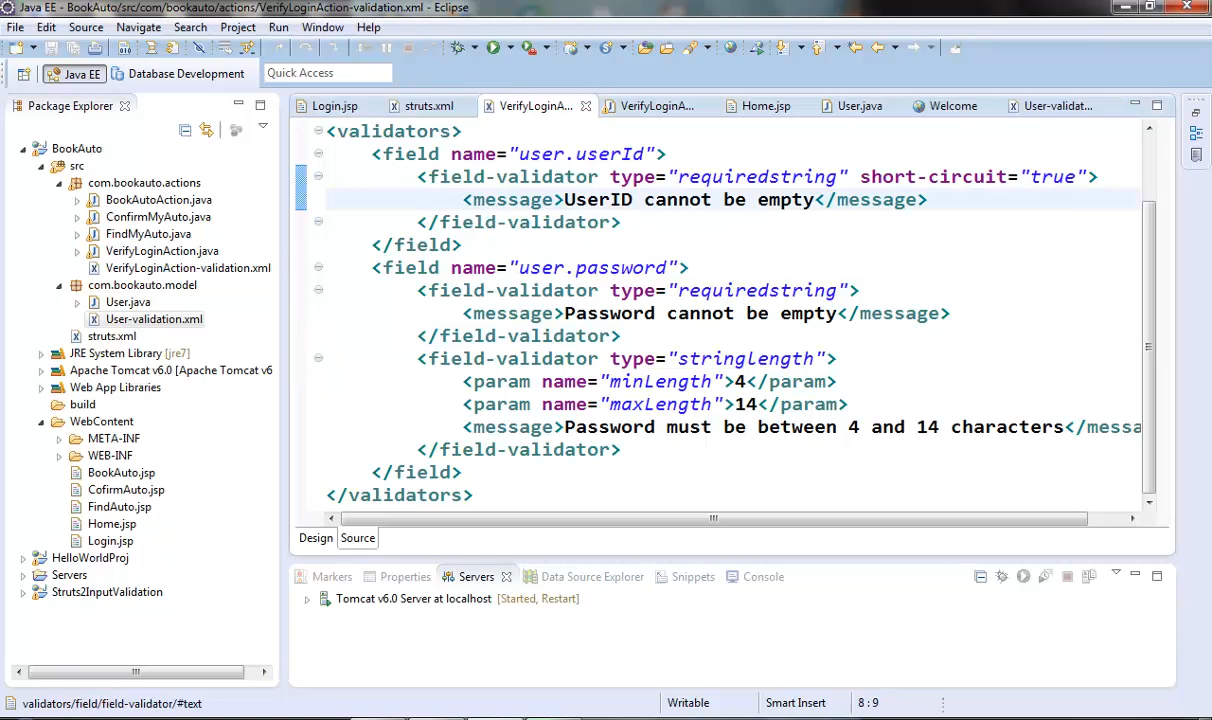 Java EE - BookAuto/src/com/bookauto/actions/VerifyLoginAction-validation.xml - Eclipse
File Edit Source Navigate Search Project Run Window Help
Java EE Database Development Quick Access
Package Explorer
BookAuto
src
com.bookauto.actions
BookAutoAction.java
ConfirmMyAuto.java
FindMyAuto.java
VerifyLoginAction.java
VerifyLoginAction-validation.xml
com.bookauto.model
User.java
User-validation.xml
struts.xml
JRE System Library [jre7]
Apache Tomcat v6.0 [Apache Tomcat v6
Web App Libraries
build
WebContent
META-INF
WEB-INF
BookAuto.jsp
CofirmMyAuto.jsp
FindAuto.jsp
Home.jsp
Login.jsp
HelloWorldProj
Servers
Struts2InputValidation
Login.jsp struts.xml VerifyLoginA... VerifyLoginA... Home.jsp User.java Welcome User-validat...
<validators>
<field name="user.userId">
<field-validator type="requiredstring" short-circuit="true">
<message>UserID cannot be empty</message>
</field-validator>
</field>
<field name="user.password">
<field-validator type="requiredstring">
<message>Password cannot be empty</message>
</field-validator>
<field-validator type="stringlength">
<param name="minLength">4</param>
<param name="maxLength">14</param>
<message>Password must be between 4 and 14 characters</messa
</field-validator>
</field>
</validators>
Design Source
Markers Properties Servers Data Source Explorer Snippets Console
Tomcat v6.0 Server at localhost [Started, Restart]
validators/field/field-validator/#text Writable Smart Insert 8 : 9